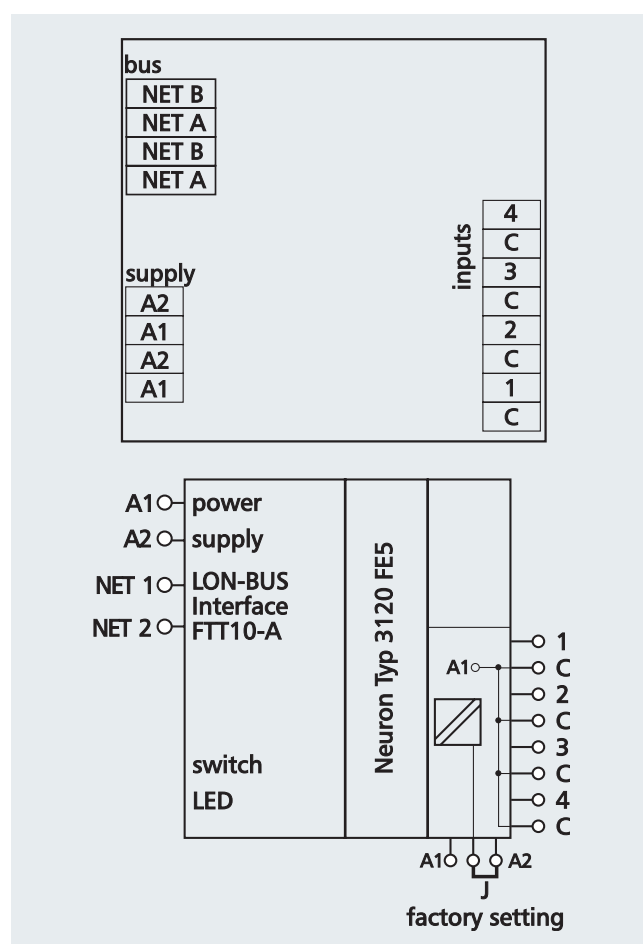 bus
NET B
NET A
NET B
NET A
4
C
3
C
2
C
1
C
inputs
supply
A2
A1
A2
A1
A1 power
A2 supply
NET 1 LON-BUS
Interface
NET 2 FTT10-A
switch
LED
Neuron Typ 3120 FE5
A1
1
C
2
C
3
C
4
C
A1 A2
J
factory setting